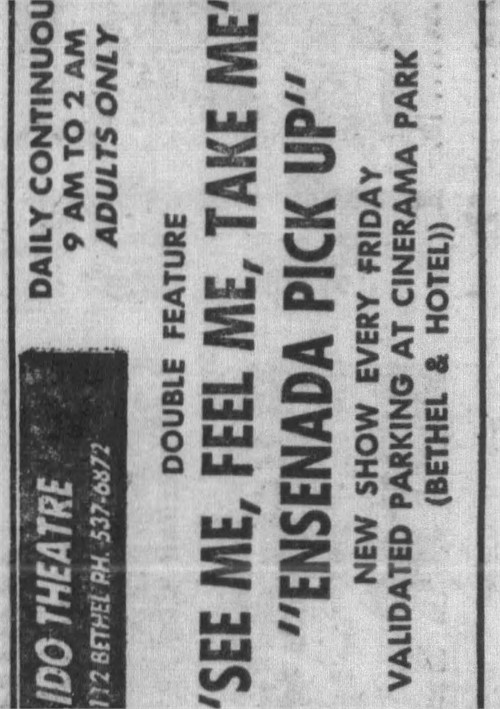 IDO THEATRE
112 BETHEL PH. 537-6872
DAILY CONTINUOU
9 AM TO 2 AM
ADULTS ONLY
DOUBLE FEATURE
'SEE ME, FEEL ME, TAKE ME'
"ENSENADA PICK UP"
NEW SHOW EVERY FRIDAY
VALIDATED PARKING AT CINERAMA PARK
(BETHEL & HOTEL))